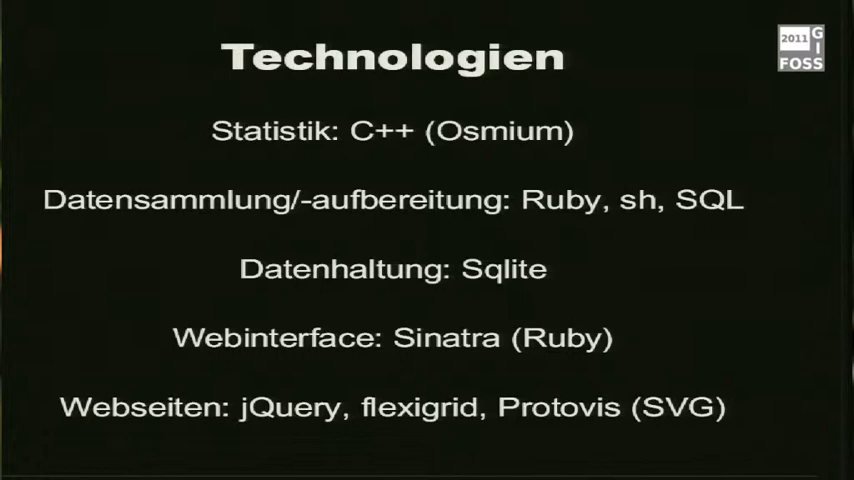 Technologien
2011
G
I
FOSS
Statistik: C++ (Osmium)
Datensammlung/-aufbereitung: Ruby, sh, SQL
Datenhaltung: Sqlite
Webinterface: Sinatra (Ruby)
Webseiten: jQuery, flexigrid, Protovis (SVG)